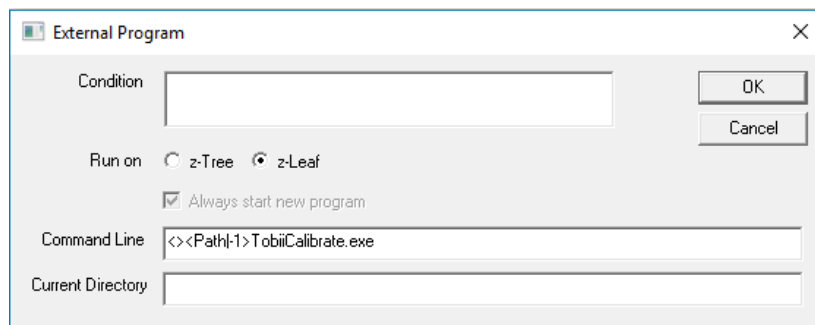 External Program
Condition
OK
Cancel
Run on z-Tree z-Leaf
Always start new program
Command Line <><Path|-1>TobiiCalibrate.exe
Current Directory